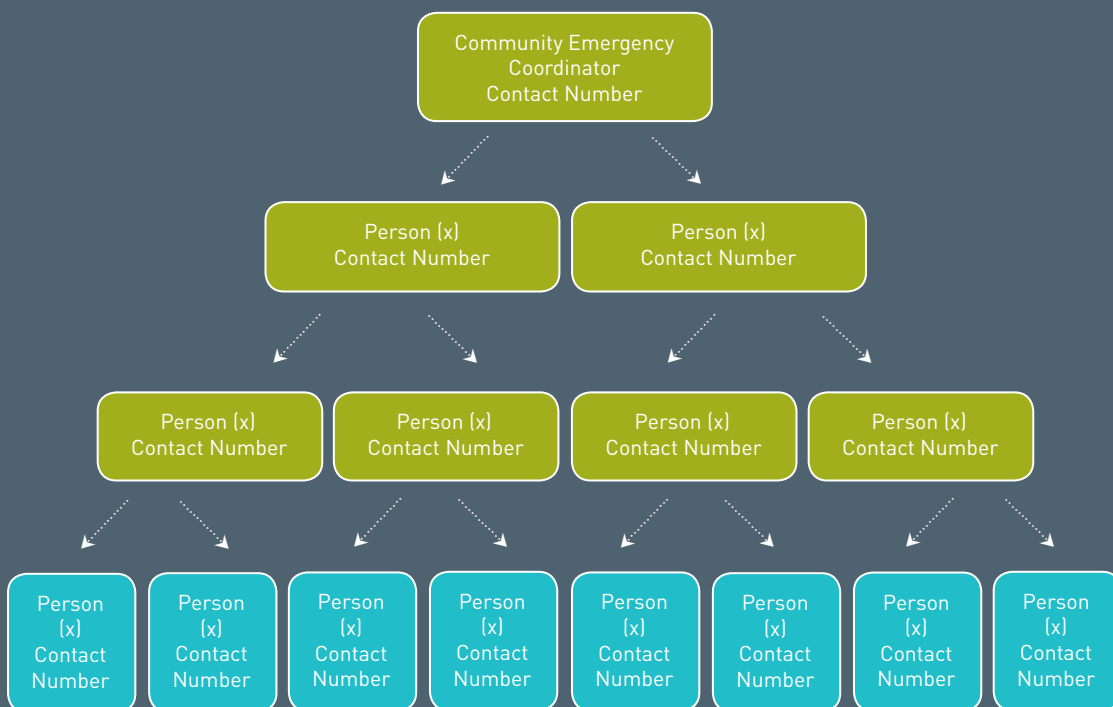 Community Emergency
Coordinator
Contact Number
Person (x)
Contact Number
Person (x)
Contact Number
Person (x)
Contact Number
Person (x)
Contact Number
Person (x)
Contact Number
Person (x)
Contact Number
Person
(x)
Contact
Number
Person
(x)
Contact
Number
Person
(x)
Contact
Number
Person
(x)
Contact
Number
Person
(x)
Contact
Number
Person
(x)
Contact
Number
Person
(x)
Contact
Number
Person
(x)
Contact
Number